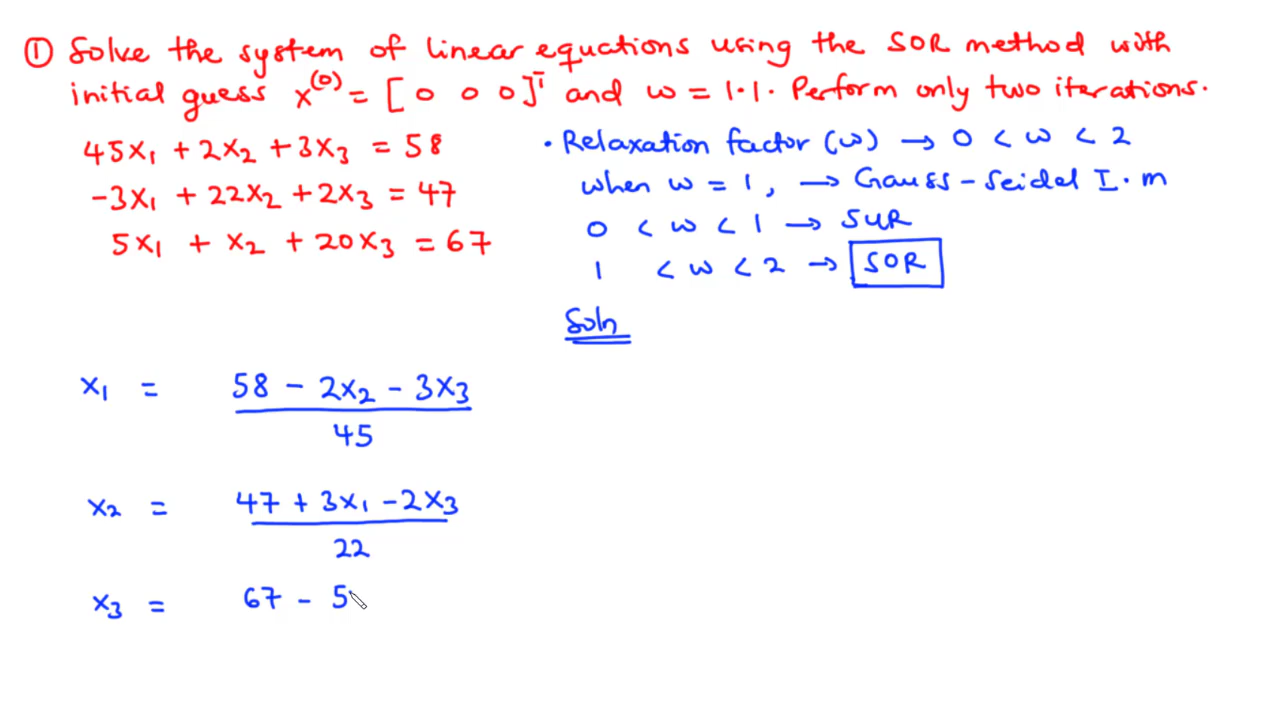 ① Solve the system of linear equations using the SOR method with
initial guess x^(0) = [ 0 0 0 ]^T and ω = 1.1. Perform only two iterations.
45x₁ + 2x₂ + 3x₃ = 58
-3x₁ + 22x₂ + 2x₃ = 47
5x₁ + x₂ + 20x₃ = 67
• Relaxation factor (ω) → 0 < ω < 2
when ω = 1, → Gauss-Seidel I.m
0 < ω < 1 → SUR
1 < ω < 2 → SOR
Soln
x₁ = 58 - 2x₂ - 3x₃
45
x₂ = 47 + 3x₁ - 2x₃
22
x₃ = 67 - 5